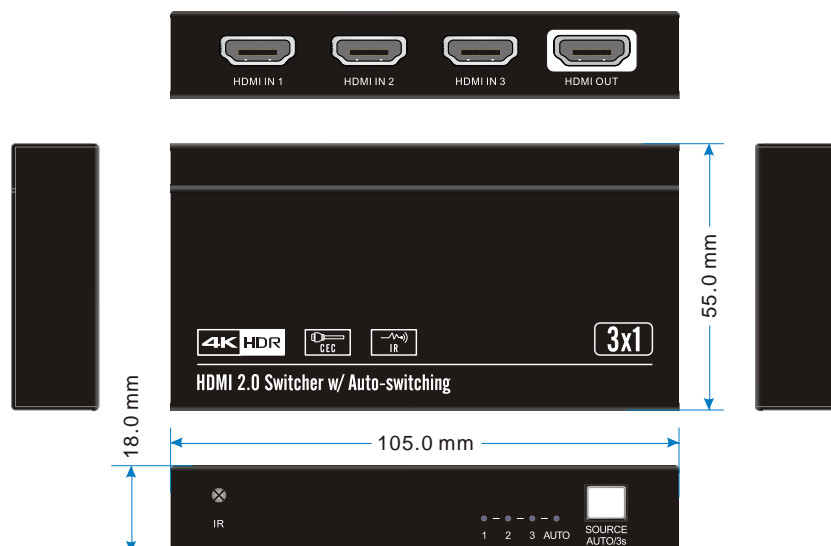 HDMI IN 1 HDMI IN 2 HDMI IN 3 HDMI OUT
55.0 mm
4K HDR CEC IR 3x1
HDMI 2.0 Switcher w/ Auto-switching
18.0 mm
105.0 mm
IR
1 2 3 AUTO
SOURCE
AUTO/3s